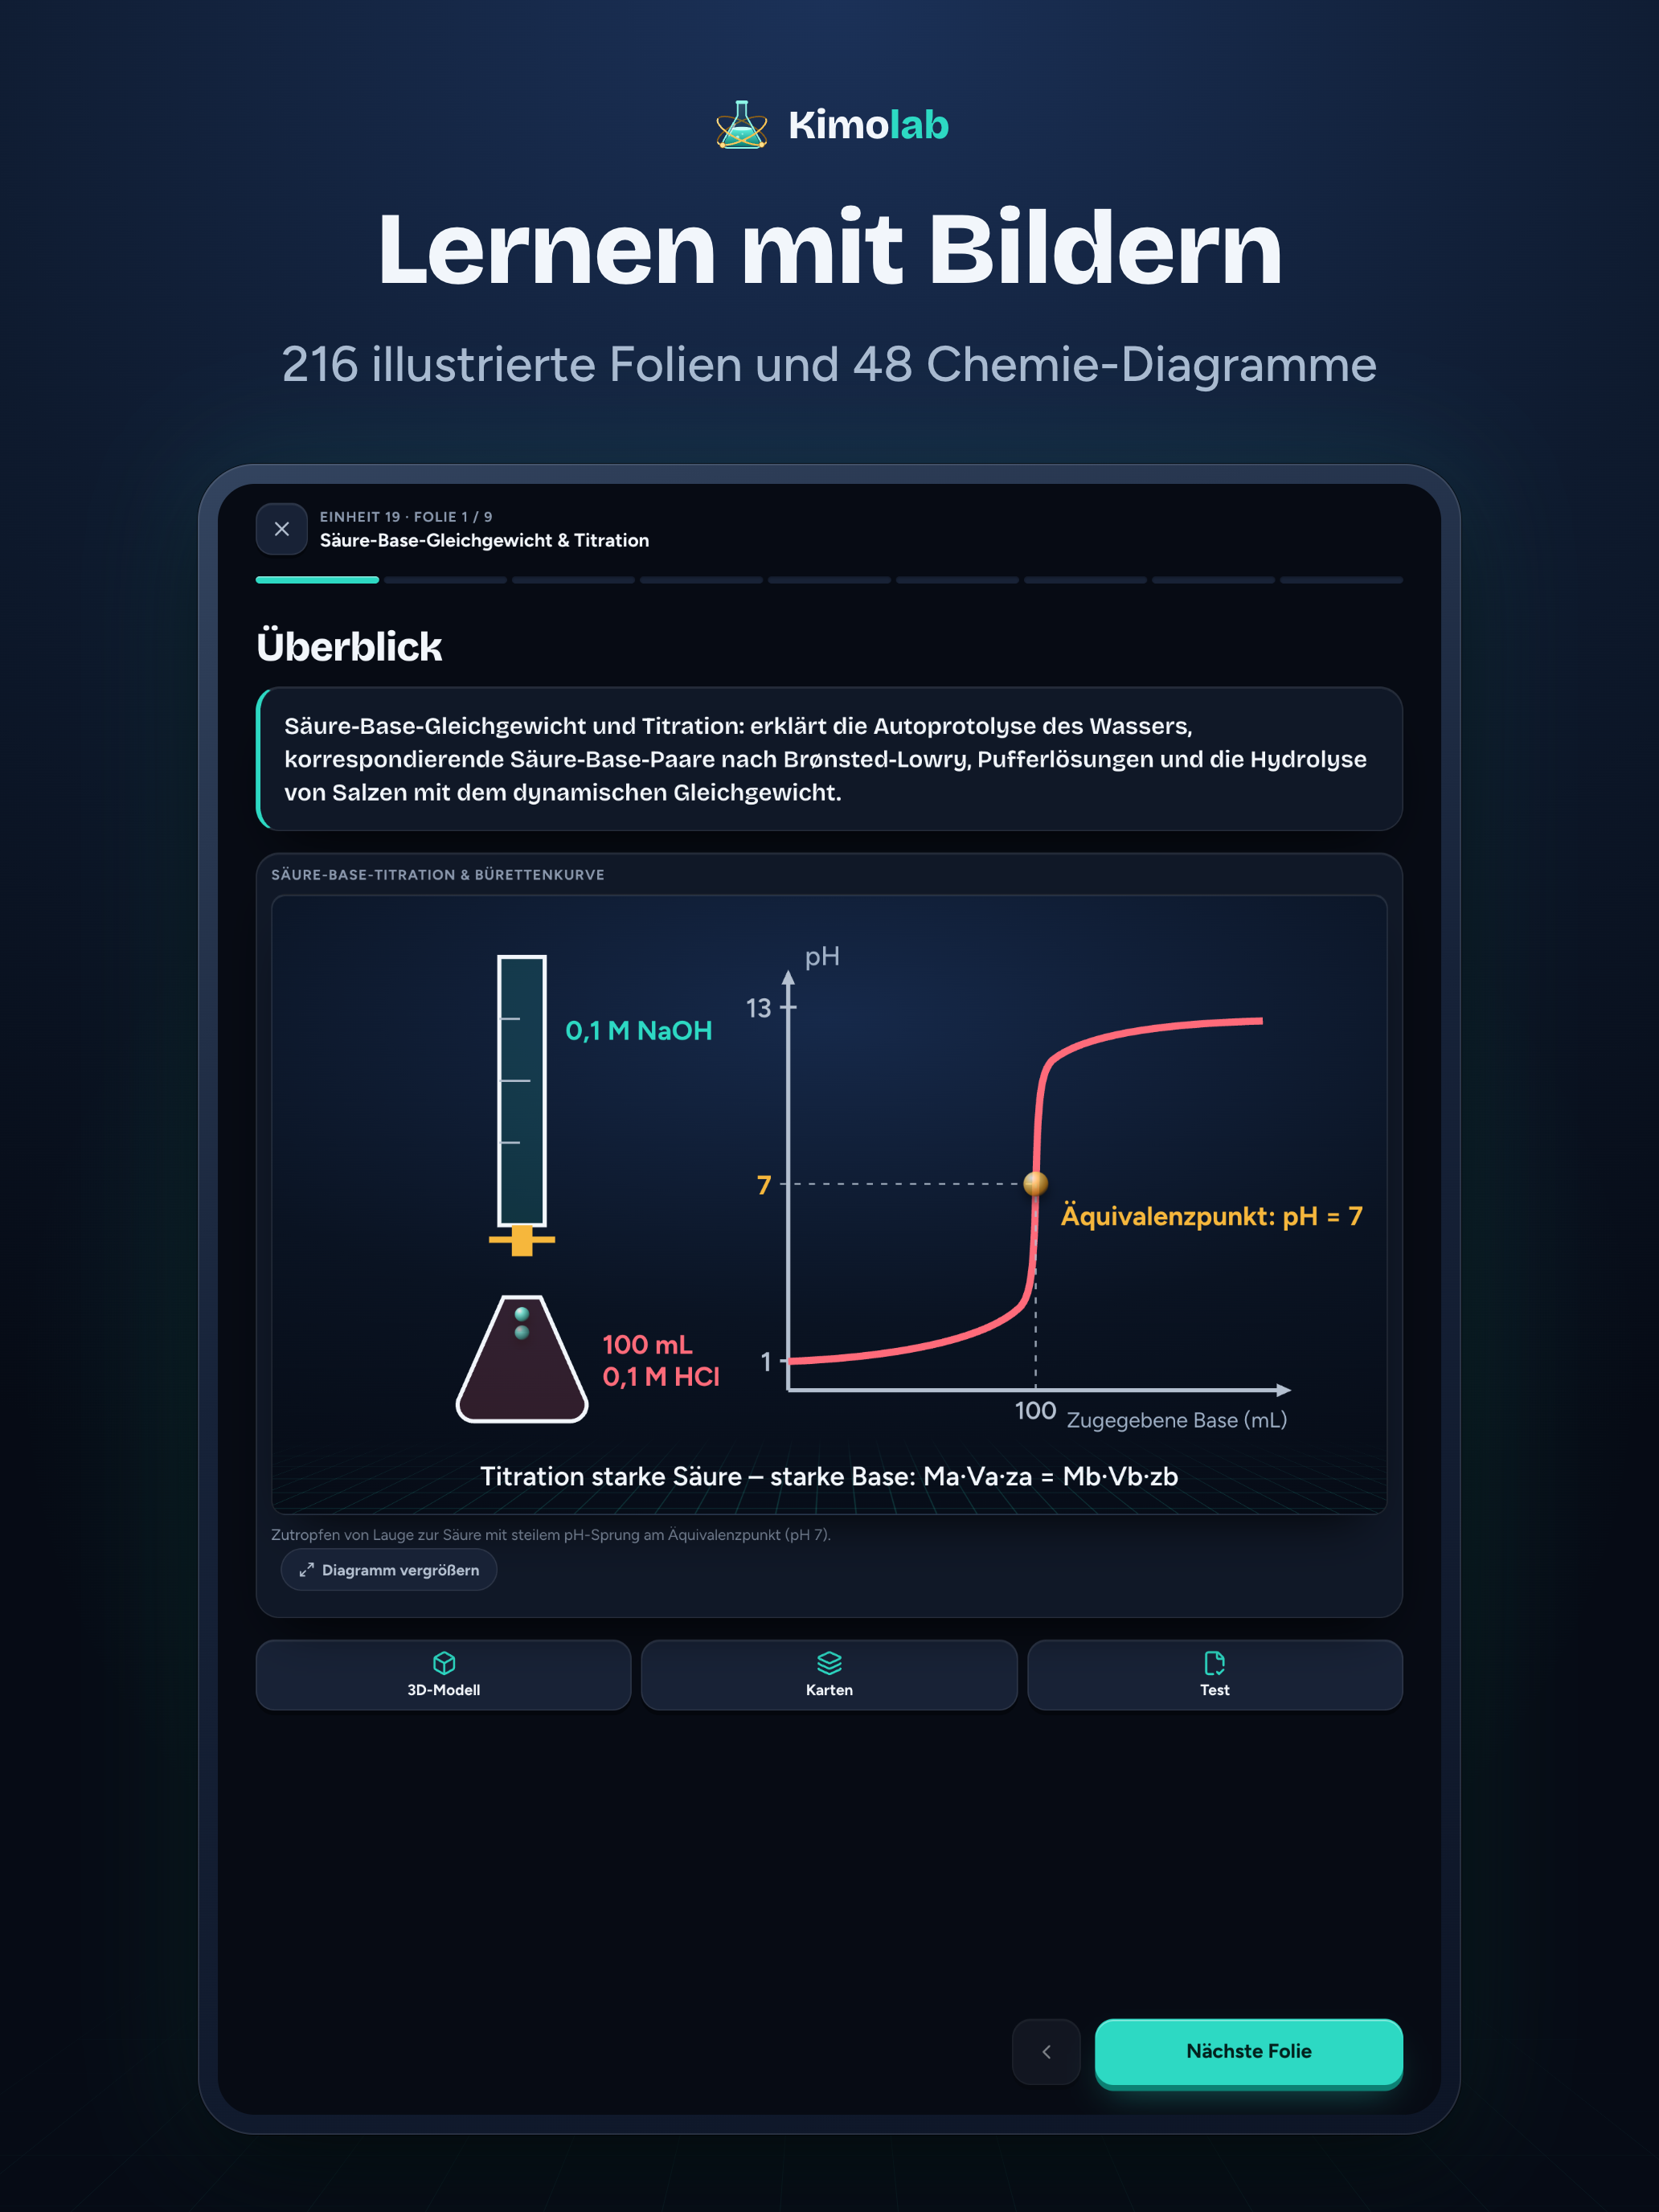 Kimolab
Lernen mit Bildern
216 illustrierte Folien und 48 Chemie-Diagramme
EINHEIT 19 · FOLIE 1 / 9
Säure-Base-Gleichgewicht & Titration
Überblick
Säure-Base-Gleichgewicht und Titration: erklärt die Autoprotolyse des Wassers,
korrespondierende Säure-Base-Paare nach Brønsted-Lowry, Pufferlösungen und die Hydrolyse
von Salzen mit dem dynamischen Gleichgewicht.
SÄURE-BASE-TITRATION & BÜRETTENKURVE
pH
13
0,1 M NaOH
7
Äquivalenzpunkt: pH = 7
100 mL
0,1 M HCl
1
100
Zugegebene Base (mL)
Titration starke Säure – starke Base: Ma·Va·za = Mb·Vb·zb
Zutropfen von Lauge zur Säure mit steilem pH-Sprung am Äquivalenzpunkt (pH 7).
Diagramm vergrößern
3D-Modell
Karten
Test
Nächste Folie